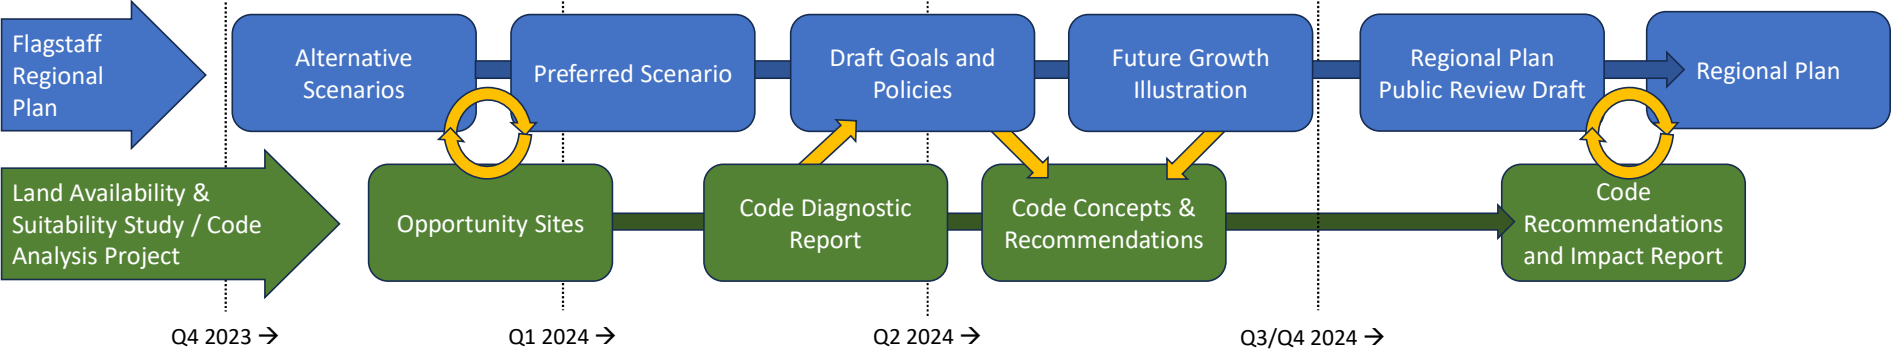 Flagstaff
Regional
Plan
Alternative
Scenarios
Preferred Scenario
Draft Goals and
Policies
Future Growth
Illustration
Regional Plan
Public Review Draft
Regional Plan
Land Availability &
Suitability Study / Code
Analysis Project
Opportunity Sites
Code Diagnostic
Report
Code Concepts &
Recommendations
Code
Recommendations
and Impact Report
Q4 2023 →
Q1 2024 →
Q2 2024 →
Q3/Q4 2024 →